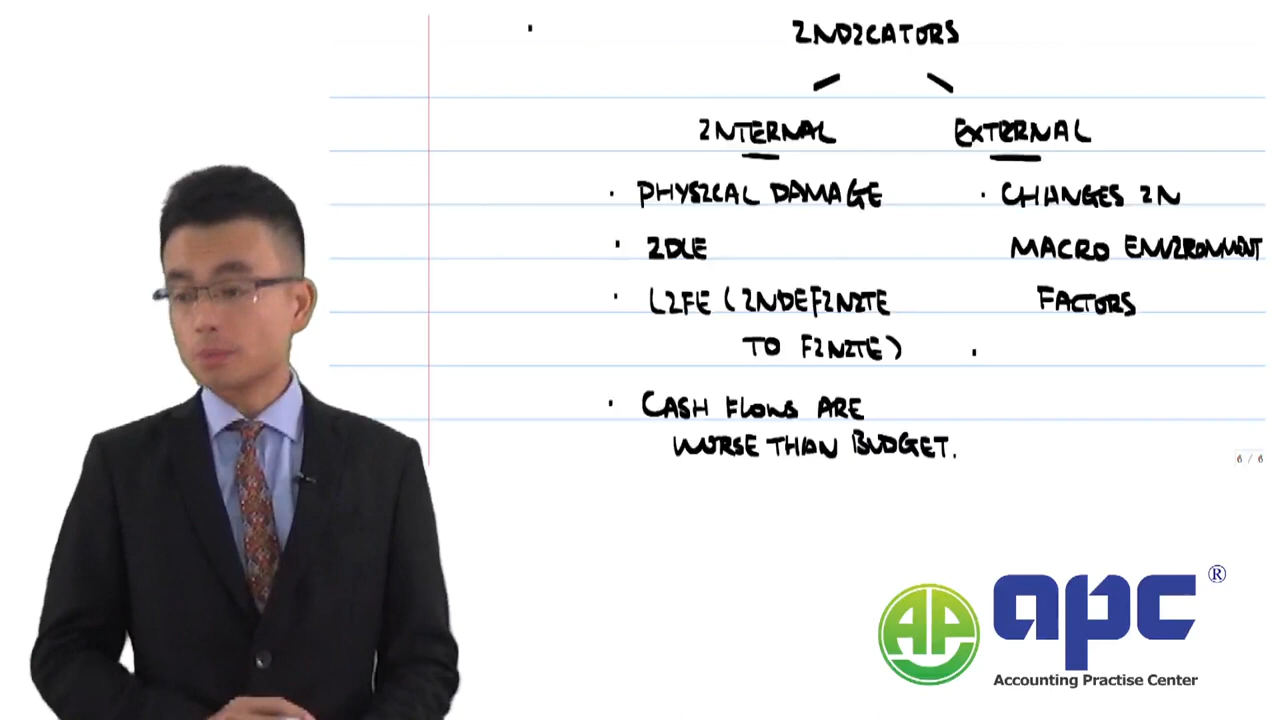 INDICATORS
INTERNAL
EXTERNAL
· PHYSICAL DAMAGE
· CHANGES IN
· IDLE
MACRO ENVIRONMENT
· LIFE (INDEFINITE
FACTORS
TO FINITE)
·
· CASH FLOWS ARE
WORSE THAN BUDGET.
6 / 6
AP
apc®
Accounting Practise Center